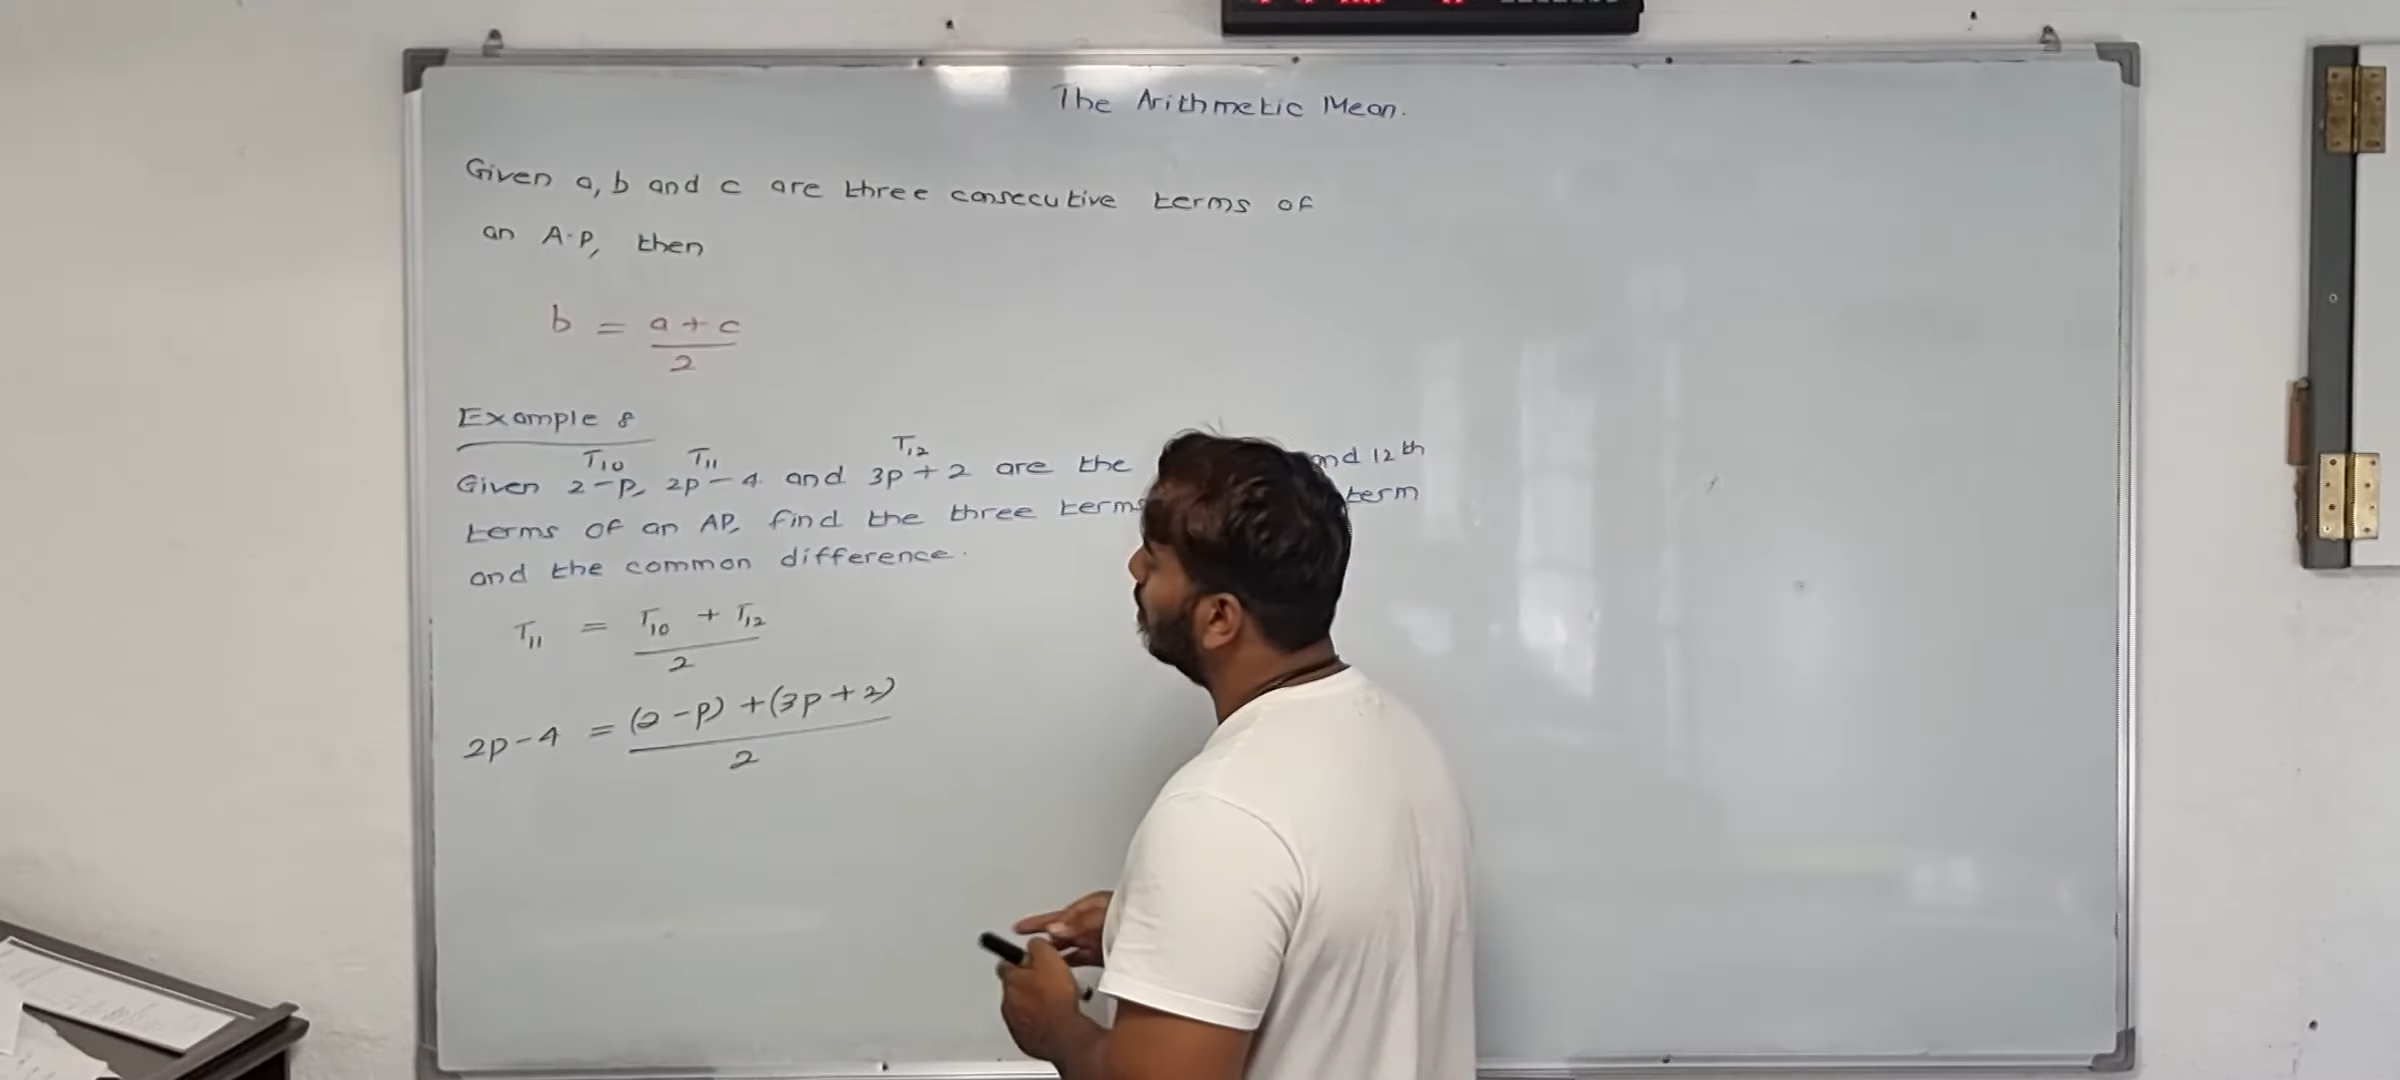 The Arithmetic Mean.
Given a, b and c are three consecutive terms of
an A.P, then
b = a + c
2
Example 8
T10 T11 T12
Given 2-p, 2p-4 and 3p+2 are the and 12th
terms of an AP, find the three terms term
and the common difference.
T11 = T10 + T12
2
2p-4 = (2-p) + (3p+2)
2